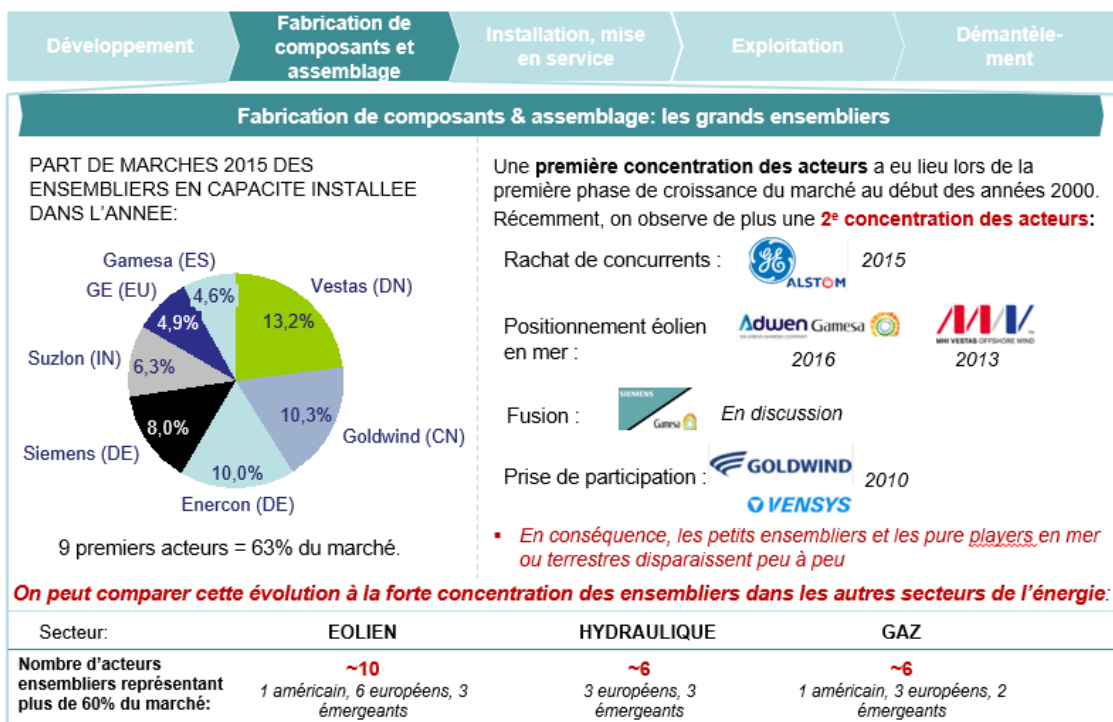 Développement
Fabrication de
composants et
assemblage
Installation, mise
en service
Exploitation
Démantèle-
ment
Fabrication de composants & assemblage: les grands ensembliers
PART DE MARCHES 2015 DES
ENSEMBLIERS EN CAPACITE INSTALLEE
DANS L'ANNEE:
Gamesa (ES)
GE (EU)
Suzlon (IN)
Siemens (DE)
Enercon (DE)
Goldwind (CN)
Vestas (DN)
4,6%
4,9%
6,3%
8,0%
10,0%
10,3%
13,2%
9 premiers acteurs = 63% du marché.
Une première concentration des acteurs a eu lieu lors de la
première phase de croissance du marché au début des années 2000.
Récemment, on observe de plus une 2e concentration des acteurs:
Rachat de concurrents :
GE
ALSTOM
2015
Positionnement éolien
en mer :
Adwen Gamesa
2016
MHI VESTAS OFFSHORE WIND
2013
Fusion :
SIEMENS
Gamesa
En discussion
Prise de participation :
GOLDWIND
VENSYS
2010
▪ En conséquence, les petits ensembliers et les pure players en mer
ou terrestres disparaissent peu à peu
On peut comparer cette évolution à la forte concentration des ensembliers dans les autres secteurs de l'énergie:
Secteur:
EOLIEN
HYDRAULIQUE
GAZ
Nombre d'acteurs
ensembliers représentant
plus de 60% du marché:
~10
1 américain, 6 européens, 3
émergeants
~6
3 européens, 3
émergeants
~6
1 américain, 3 européens, 2
émergeants